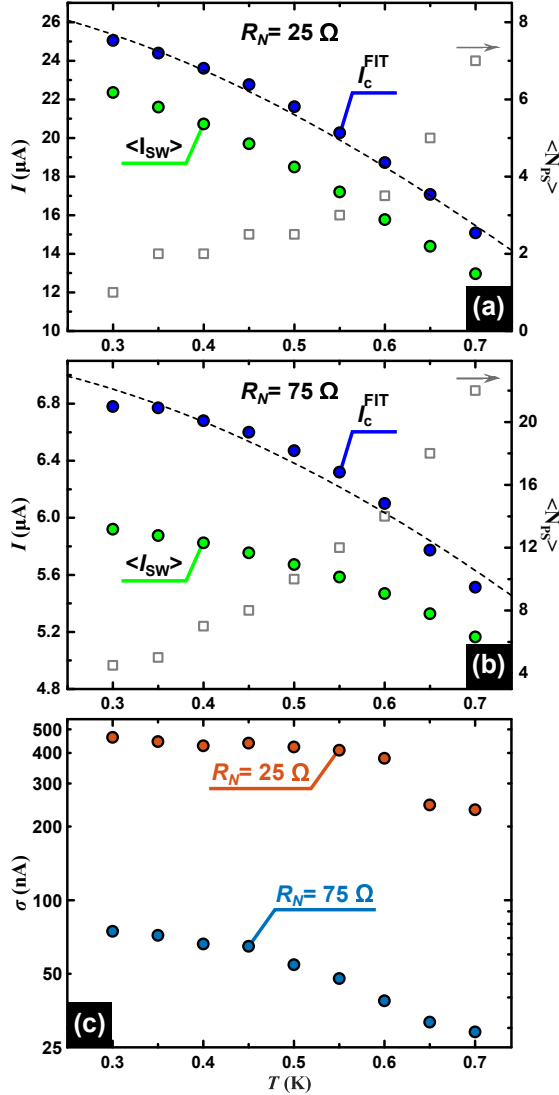 26
24
22
20
18
16
14
12
10
I (μA)
R_N = 25 Ω
I_c^FIT
<I_SW>
8
6
4
2
0
<N_PS>
(a)
0.3 0.4 0.5 0.6 0.7
6.8
6.4
6.0
5.6
5.2
4.8
I (μA)
R_N= 75 Ω
I_c^FIT
<I_SW>
20
16
12
8
4
<N_PS>
(b)
0.3 0.4 0.5 0.6 0.7
500
400
300
200
100
50
25
σ (nA)
R_N= 25 Ω
R_N= 75 Ω
(c)
0.3 0.4 0.5 0.6 0.7
T (K)